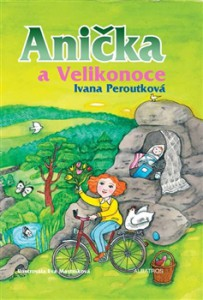 Anička
a Velikonoce
Ivana Peroutková
ALBATROS